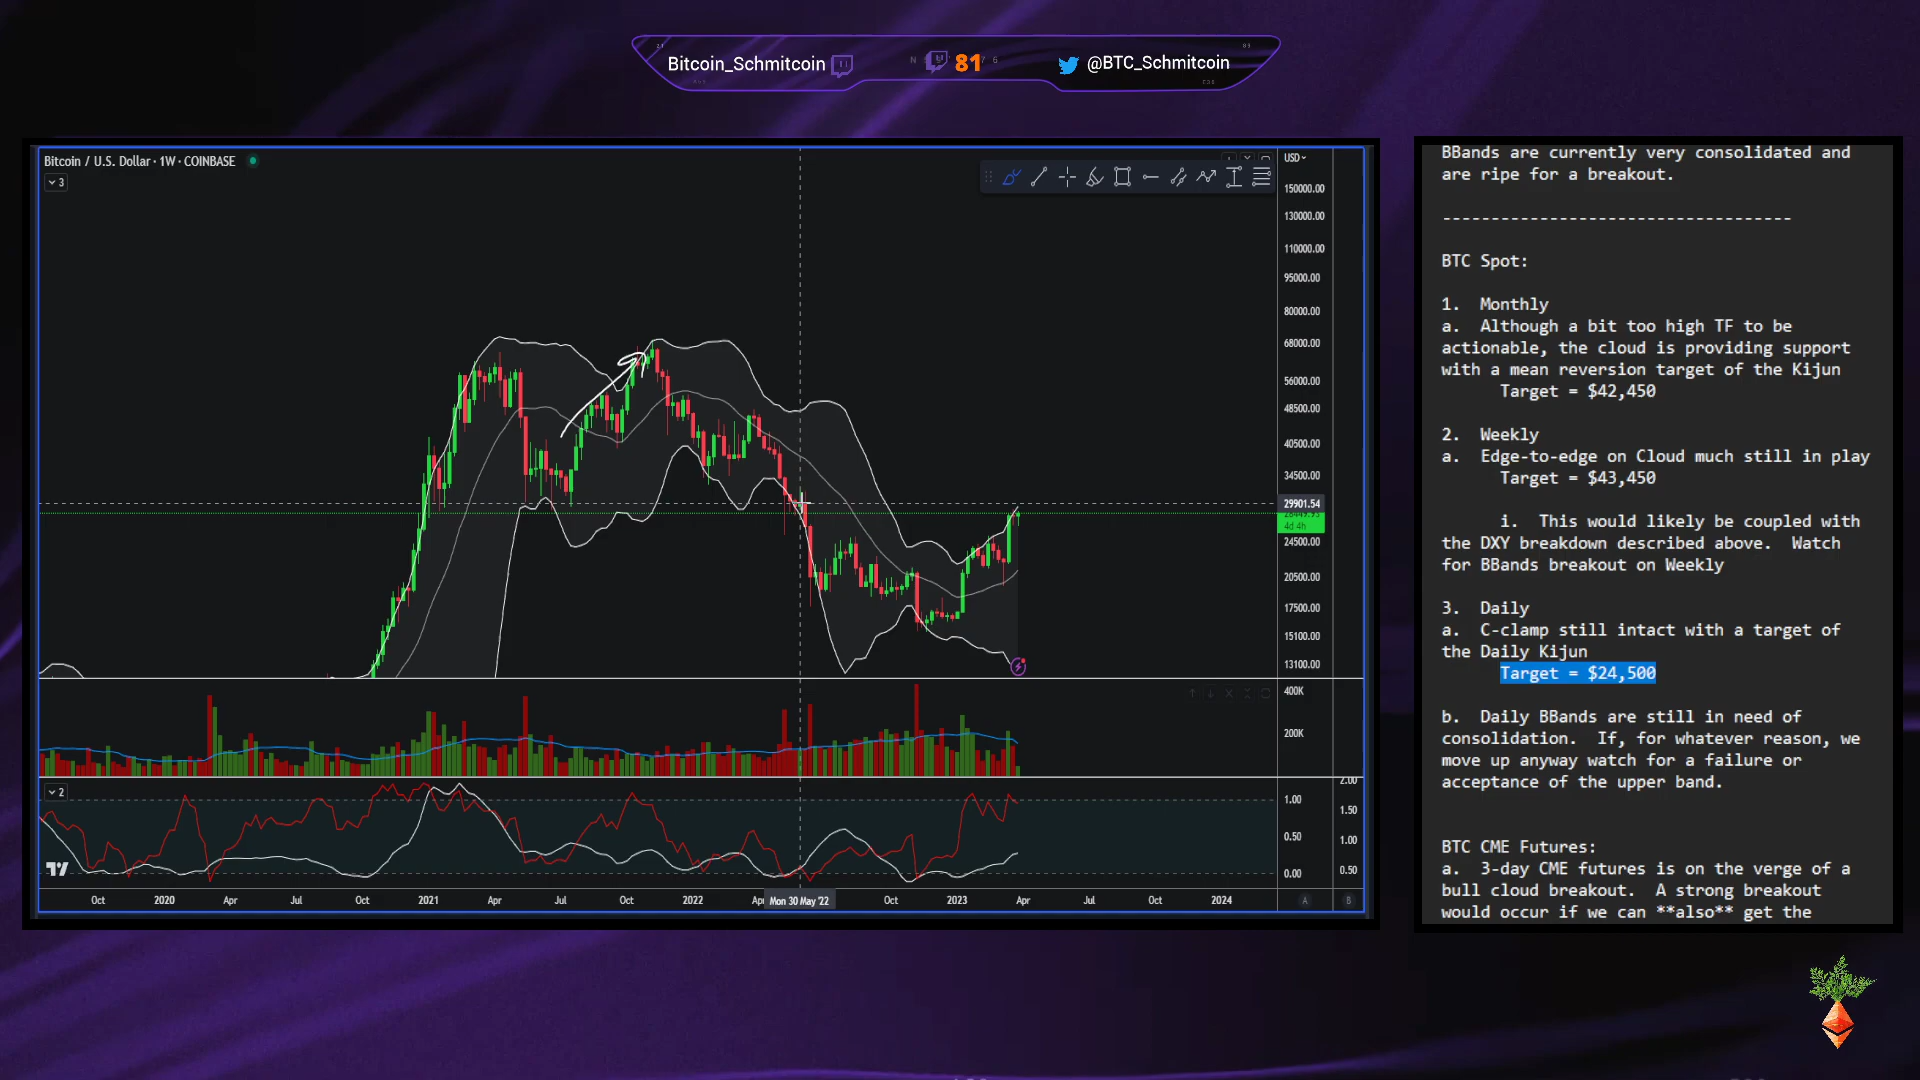 Bitcoin_Schmitcoin
81
@BTC_Schmitcoin
Bitcoin / U.S. Dollar · 1W · COINBASE
3
USD
150000.00
130000.00
110000.00
95000.00
80000.00
68000.00
56000.00
48500.00
40500.00
34500.00
29901.54
4d 4h
24500.00
20500.00
17500.00
15100.00
13100.00
400K
200K
2
2.00
1.00
1.50
0.50
1.00
0.00
0.50
Oct
2020
Apr
Jul
Oct
2021
Apr
Jul
Oct
2022
Mon 30 May '22
Oct
2023
Apr
Jul
Oct
2024
A
B
BBands are currently very consolidated and
are ripe for a breakout.
------------------------------------
BTC Spot:
1. Monthly
a. Although a bit too high TF to be
actionable, the cloud is providing support
with a mean reversion target of the Kijun
Target = $42,450
2. Weekly
a. Edge-to-edge on Cloud much still in play
Target = $43,450
i. This would likely be coupled with
the DXY breakdown described above. Watch
for BBands breakout on Weekly
3. Daily
a. C-clamp still intact with a target of
the Daily Kijun
Target = $24,500
b. Daily BBands are still in need of
consolidation. If, for whatever reason, we
move up anyway watch for a failure or
acceptance of the upper band.
BTC CME Futures:
a. 3-day CME futures is on the verge of a
bull cloud breakout. A strong breakout
would occur if we can **also** get the